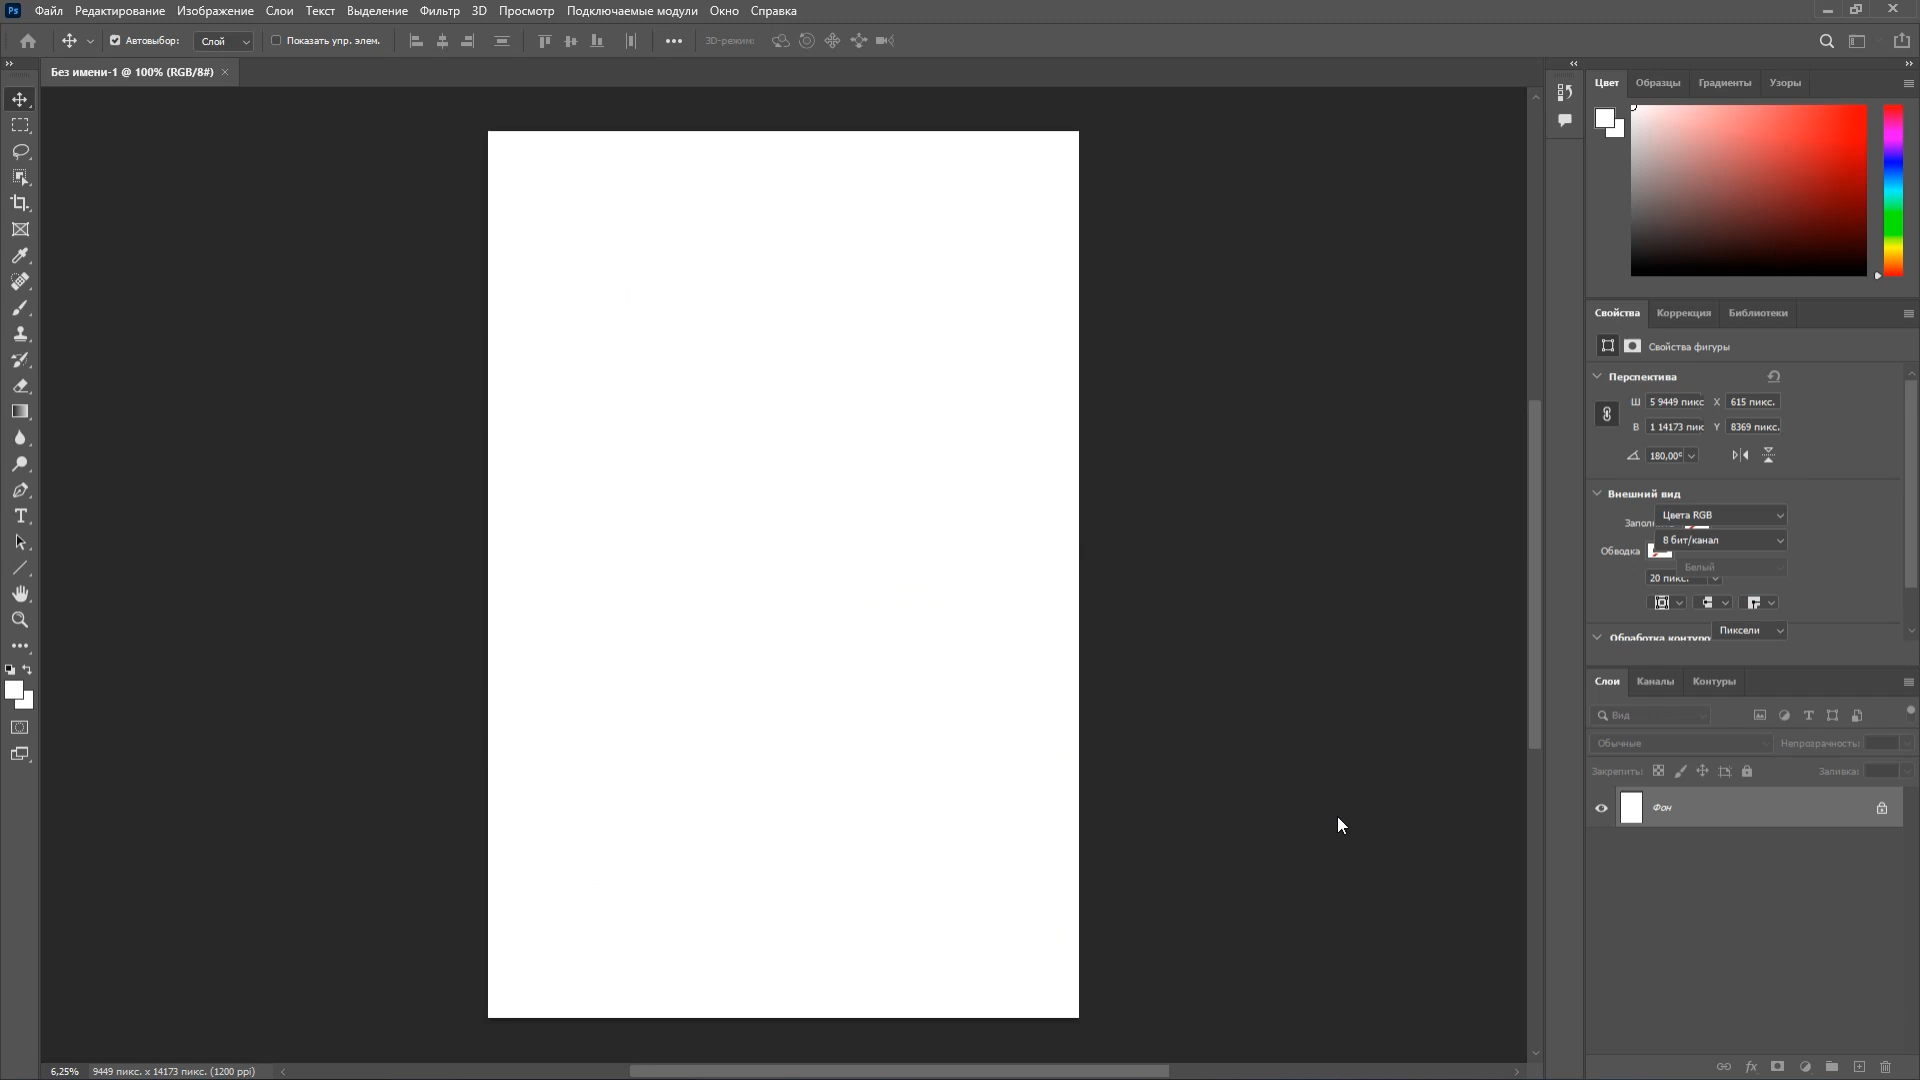 Ps Файл Редактирование Изображение Слои Текст Выделение Фильтр 3D Просмотр Подключаемые модули Окно Справка
Автовыбор: Слой Показать упр. элем. 3D-режим:
Без имени-1 @ 100% (RGB/8#)
Цвет Образцы Градиенты Узоры
Свойства Коррекция Библиотеки
Свойства фигуры
Перспектива
Ш 5 9449 пикс X 615 пикс.
В 1 14173 пик Y 8369 пикс.
180,00°
Внешний вид
Цвета RGB
8 бит/канал
Обводка
Белый
20 пикс.
Обработка контуро
Пиксели
Слои Каналы Контуры
Вид
Обычные Непрозрачность:
Закрепить: Заливка:
Фон
fx
6,25% 9449 пикс. x 14173 пикс. (1200 ppi)